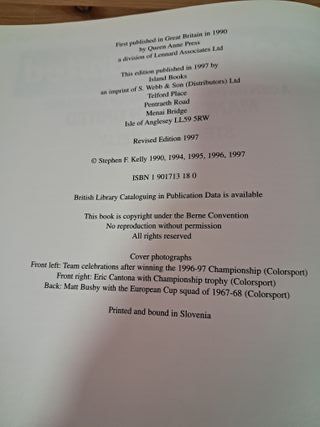 First published in Great Britain in 1990
by Queen Anne Press
a division of Lennard Associates Ltd
This edition published in 1997 by
Island Books
an imprint of S. Webb & Son (Distributors) Ltd
Telford Place
Pentraeth Road
Menai Bridge
Isle of Anglesey LL59 5RW
Revised Edition 1997
© Stephen F. Kelly 1990, 1994, 1995, 1996, 1997
ISBN 1 901713 18 0
British Library Cataloguing in Publication Data is available
This book is copyright under the Berne Convention
No reproduction without permission
All rights reserved
Cover photographs
Front left: Team celebrations after winning the 1996-97 Championship (Colorsport)
Front right: Eric Cantona with Championship trophy (Colorsport)
Back: Matt Busby with the European Cup squad of 1967-68 (Colorsport)
Printed and bound in Slovenia